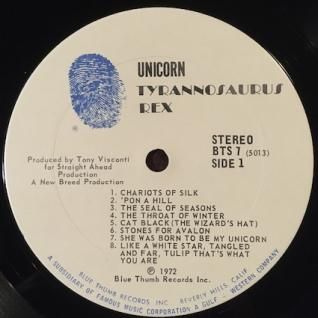 UNICORN
TYRANNOSAURUS
REX
STEREO
BTS 7 (5013)
SIDE 1
Produced by Tony Visconti
for Straight Ahead
Production
A New Breed Production
1. CHARIOTS OF SILK
2. 'PON A HILL
3. THE SEAL OF SEASONS
4. THE THROAT OF WINTER
5. CAT BLACK (THE WIZARD'S HAT)
6. STONES FOR AVALON
7. SHE WAS BORN TO BE MY UNICORN
8. LIKE A WHITE STAR, TANGLED
AND FAR, TULIP THAT'S WHAT
YOU ARE
℗ 1972
Blue Thumb Records Inc.
BLUE THUMB RECORDS INC. BEVERLY HILLS, CALIF.
A SUBSIDIARY OF FAMOUS MUSIC CORPORATION A GULF + WESTERN COMPANY